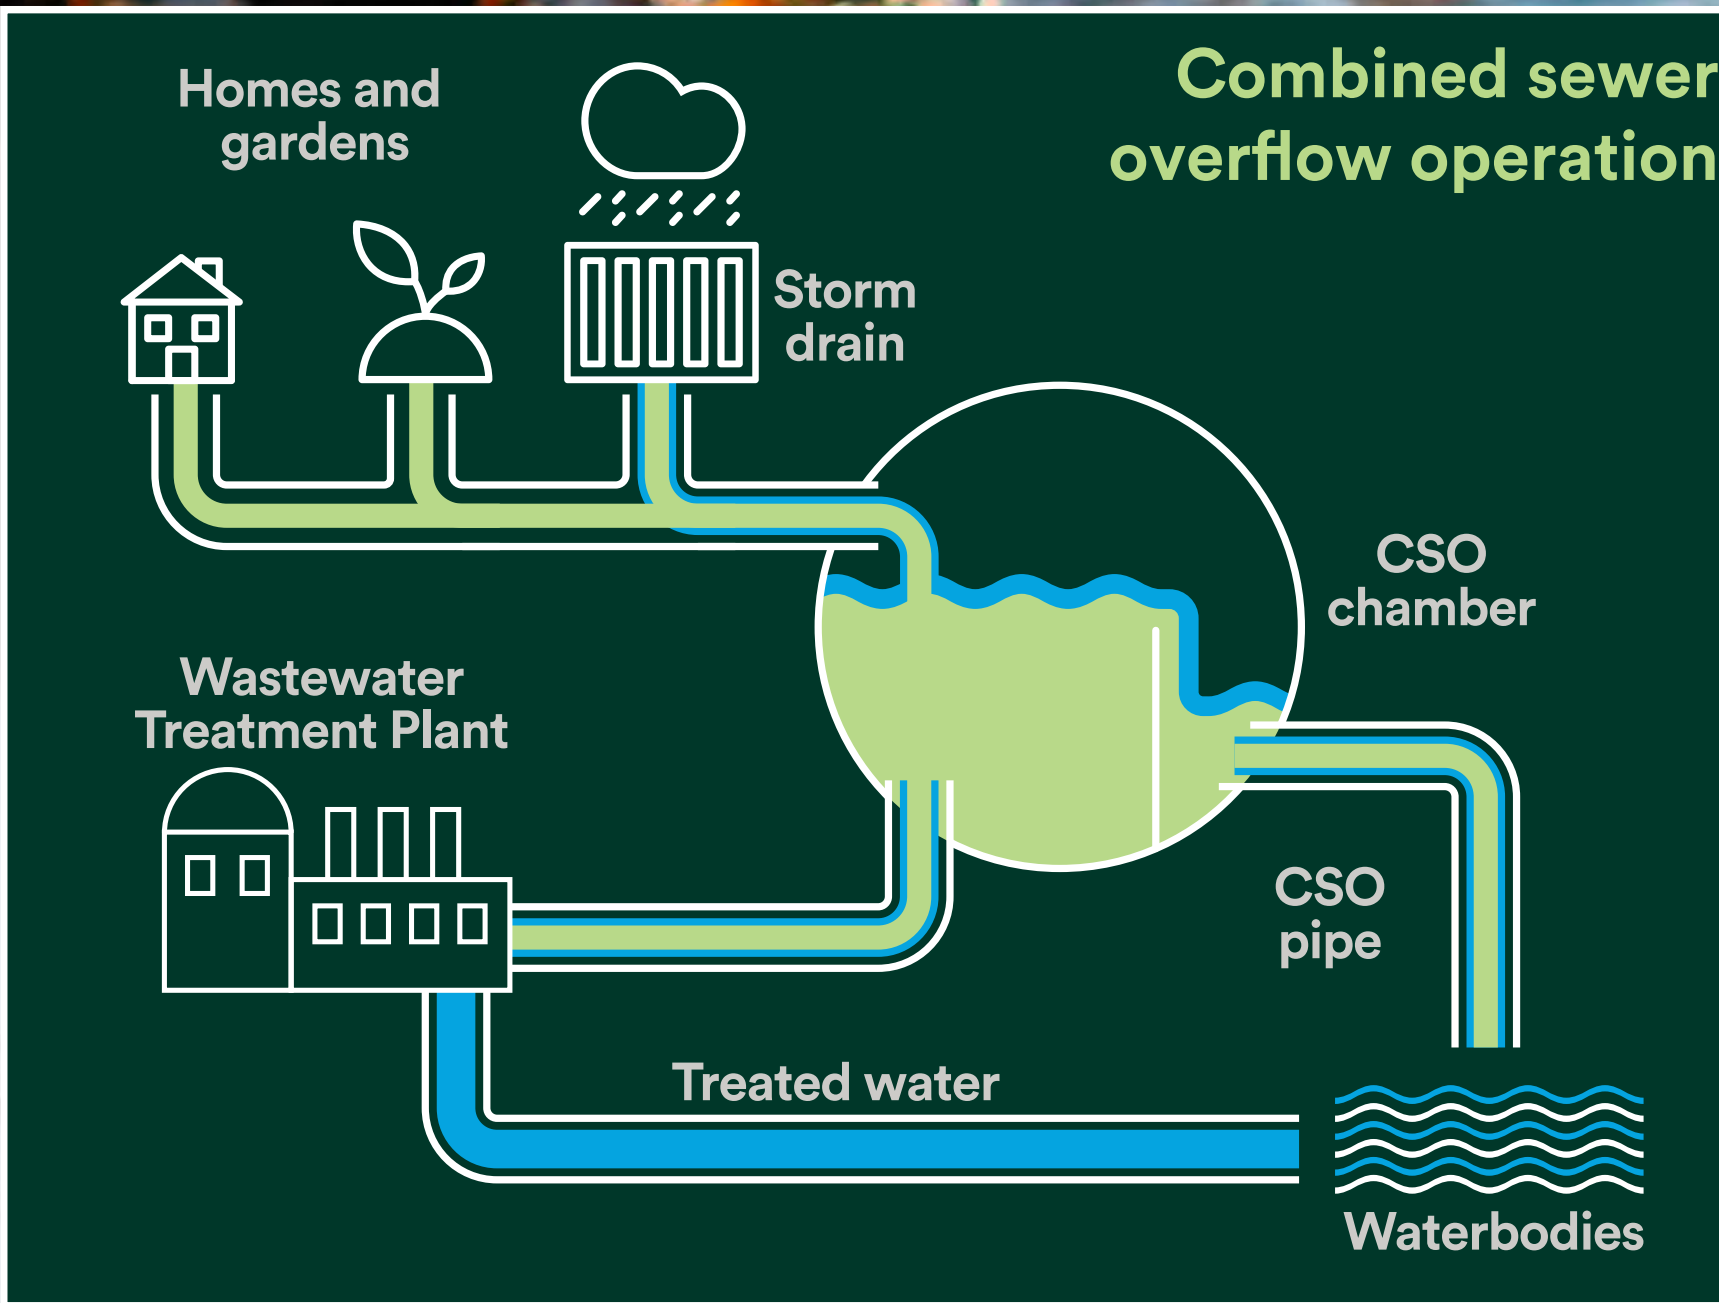 Combined sewer
overflow operation
Homes and
gardens
Storm
drain
CSO
chamber
Wastewater
Treatment Plant
CSO
pipe
Treated water
Waterbodies